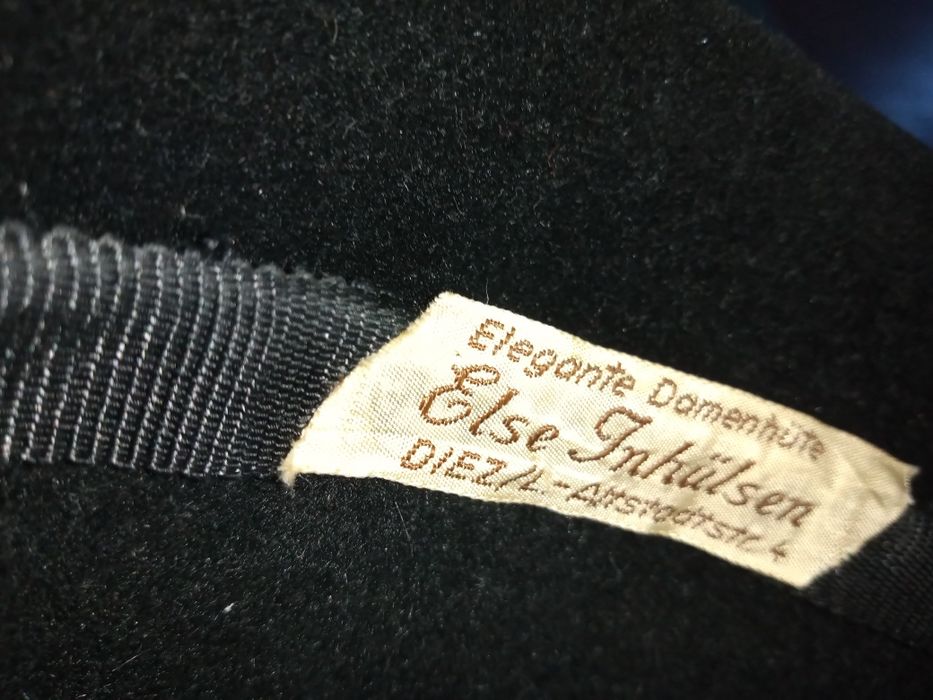 Elegante Damenhüte
Else Inhülsen
DIEZ/L - Altstadtstr. 4